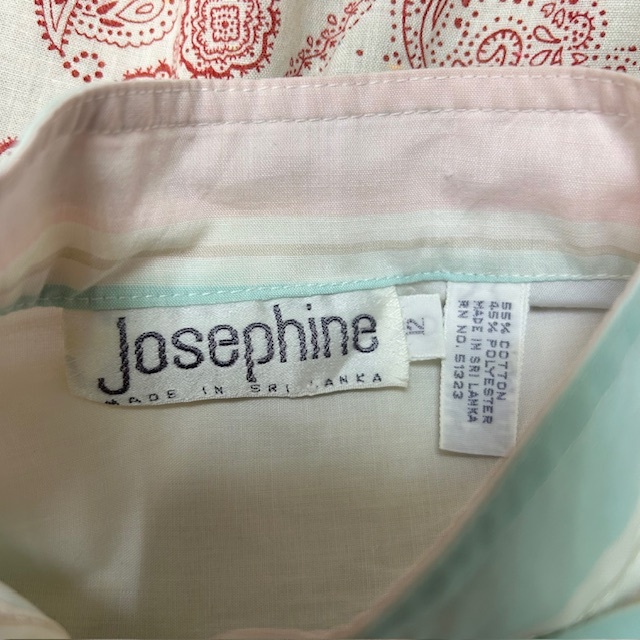 Josephine
MADE IN SRI LANKA
12
55% COTTON
45% POLYESTER
MADE IN SRI LANKA
RN NO. 51323